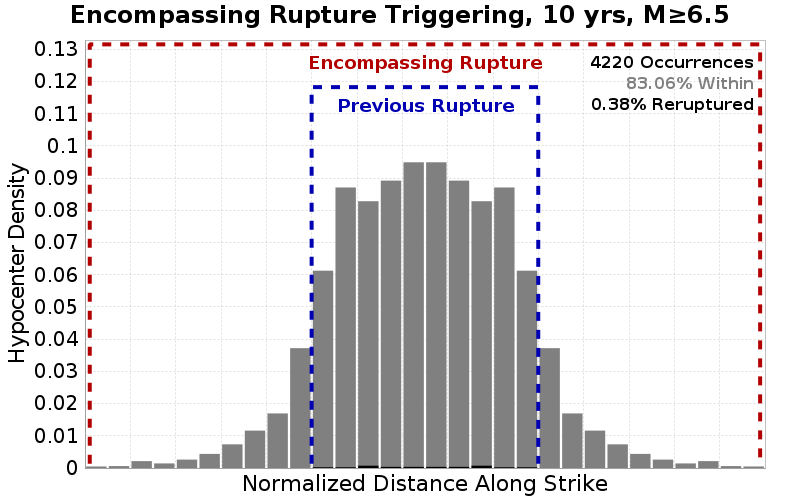 Encompassing Rupture Triggering, 10 yrs, M≥6.5
Encompassing Rupture
Previous Rupture
4220 Occurrences
83.06% Within
0.38% Reruptured
Hypocenter Density
0.13
0.12
0.11
0.1
0.09
0.08
0.07
0.06
0.05
0.04
0.03
0.02
0.01
0
Normalized Distance Along Strike